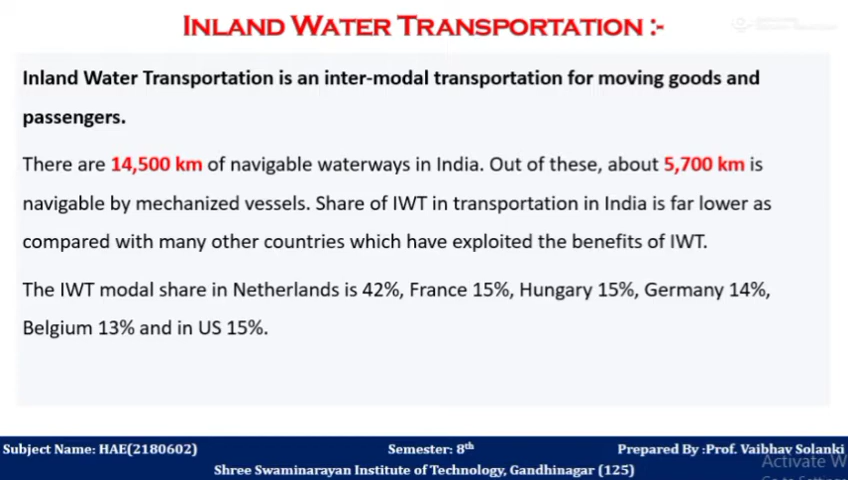 INLAND WATER TRANSPORTATION :-
Inland Water Transportation is an inter-modal transportation for moving goods and
passengers.
There are 14,500 km of navigable waterways in India. Out of these, about 5,700 km is
navigable by mechanized vessels. Share of IWT in transportation in India is far lower as
compared with many other countries which have exploited the benefits of IWT.
The IWT modal share in Netherlands is 42%, France 15%, Hungary 15%, Germany 14%,
Belgium 13% and in US 15%.
Subject Name: HAE(2180602) Semester: 8th Prepared By :Prof. Vaibhav Solanki
Activate W
Shree Swaminarayan Institute of Technology, Gandhinagar (125)